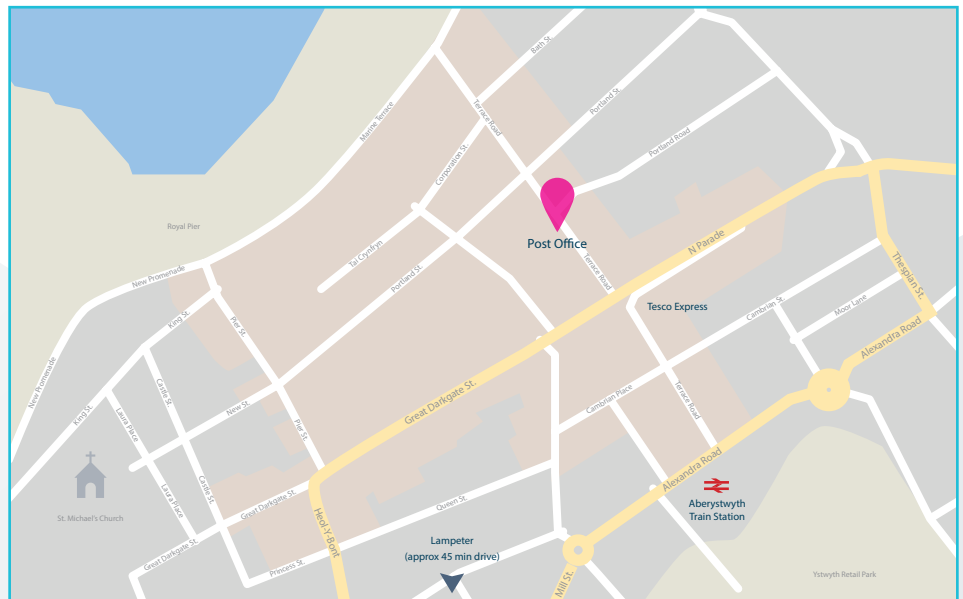 Bath St.
Terrace Road
Portland St.
Marine Terrace
Portland Road
Corporation St.
Royal Pier
Post Office
N Parade
Tai Crynfryn
Terrace Road
Portland St.
Thespian St.
New Promenade
Tesco Express
Cambrian St.
Moor Lane
King St.
Pier St.
Alexandra Road
New Promenade
Castle St.
Great Darkgate St.
Cambrian Place
Terrace Road
King St.
Laura Place
New St.
Pier St.
Alexandra Road
Castle St.
Laura Place
Great Darkgate St.
Queen St.
Aberystwyth
Train Station
St. Michael's Church
Heol-Y-Bont
Great Darkgate St.
Lampeter
(approx 45 min drive)
Princess St.
Mill St.
Ystwyth Retail Park